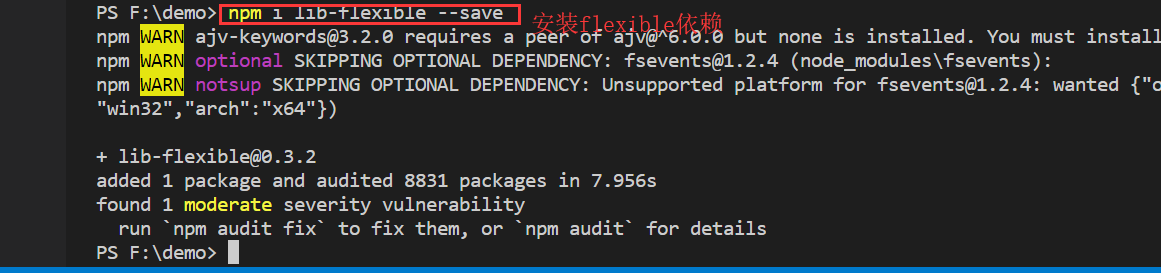 PS F:\demo> npm i lib-flexible --save 安装flexible依赖
npm WARN ajv-keywords@3.2.0 requires a peer of ajv@^6.0.0 but none is installed. You must install
npm WARN optional SKIPPING OPTIONAL DEPENDENCY: fsevents@1.2.4 (node_modules\fsevents):
npm WARN notsup SKIPPING OPTIONAL DEPENDENCY: Unsupported platform for fsevents@1.2.4: wanted {"o
"win32","arch":"x64"})
+ lib-flexible@0.3.2
added 1 package and audited 8831 packages in 7.956s
found 1 moderate severity vulnerability
run `npm audit fix` to fix them, or `npm audit` for details
PS F:\demo>